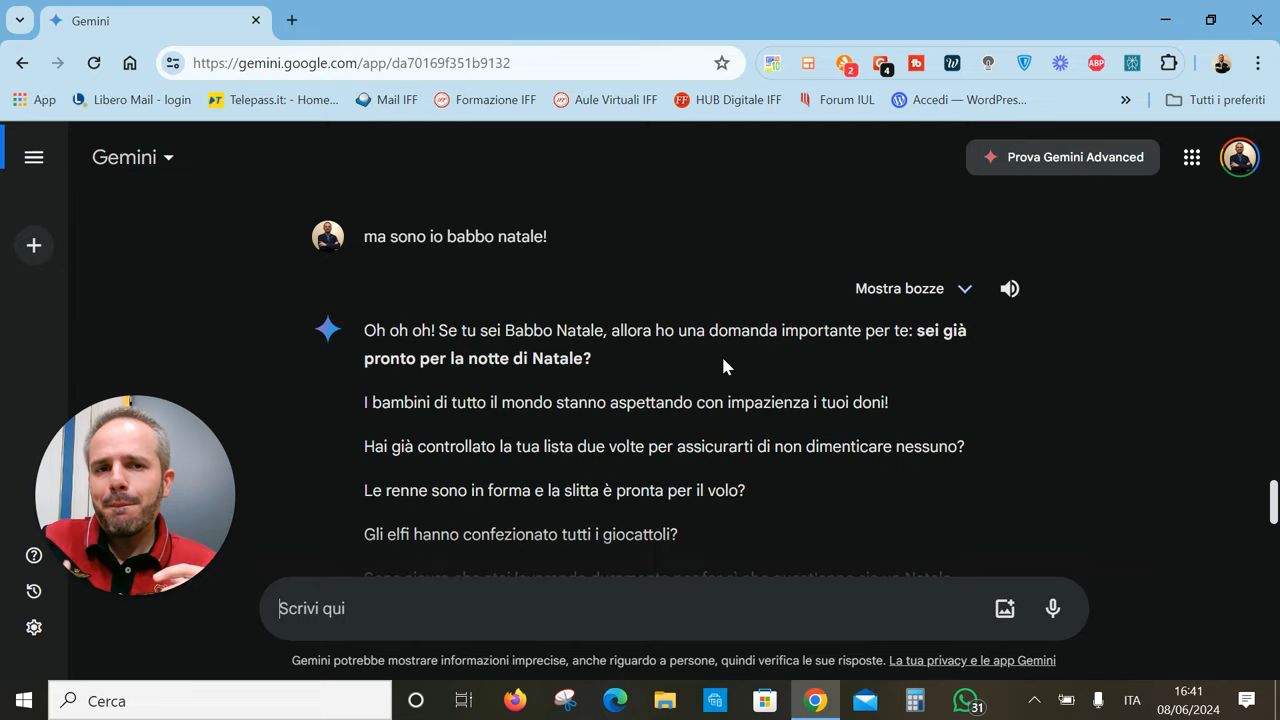 Gemini
https://gemini.google.com/app/da70169f351b9132
10
2
4
ABP
App
Libero Mail - login
Telepass.it - Home...
Mail IFF
Formazione IFF
Aule Virtuali IFF
HUB Digitale IFF
Forum IUL
Accedi — WordPress...
Tutti i preferiti
Gemini
Prova Gemini Advanced
ma sono io babbo natale!
Mostra bozze
Oh oh oh! Se tu sei Babbo Natale, allora ho una domanda importante per te: sei già
pronto per la notte di Natale?
I bambini di tutto il mondo stanno aspettando con impazienza i tuoi doni!
Hai già controllato la tua lista due volte per assicurarti di non dimenticare nessuno?
Le renne sono in forma e la slitta è pronta per il volo?
Gli elfi hanno confezionato tutti i giocattoli?
Scrivi qui
Gemini potrebbe mostrare informazioni imprecise, anche riguardo a persone, quindi verifica le sue risposte. La tua privacy e le app Gemini
Cerca
31
ITA
16:41
08/06/2024